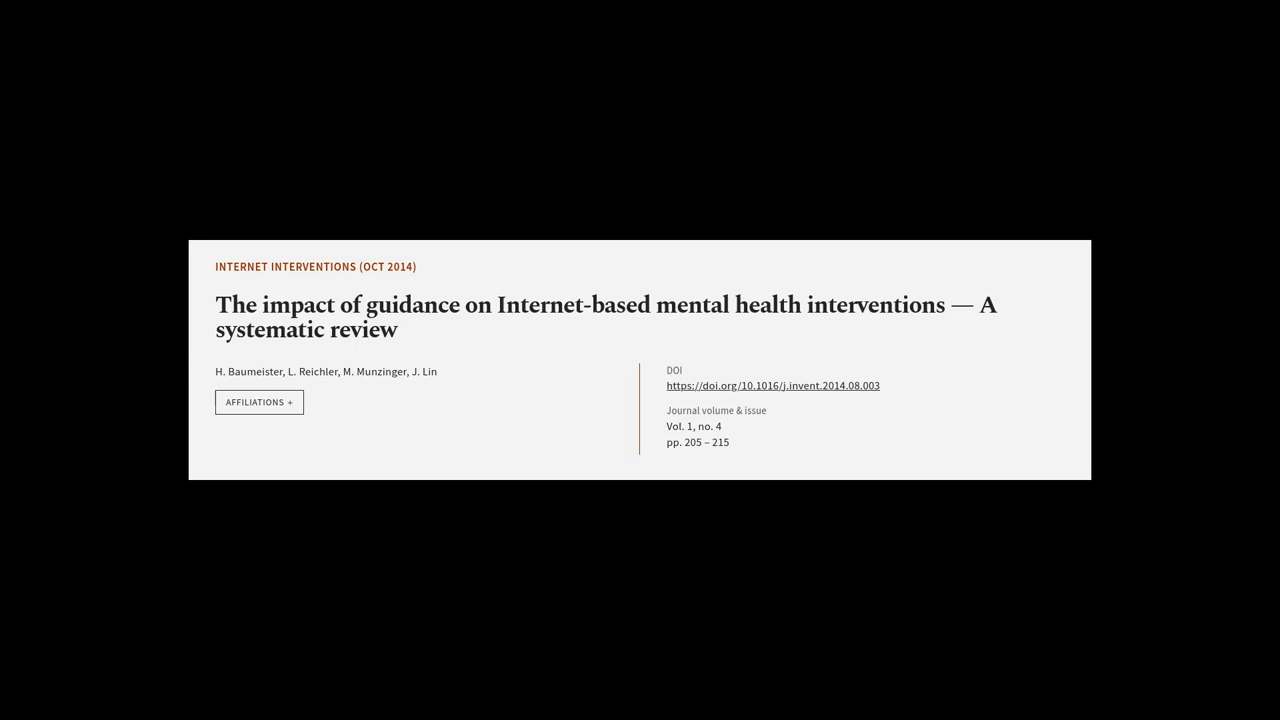 INTERNET INTERVENTIONS (OCT 2014)
The impact of guidance on Internet-based mental health interventions — A
systematic review
H. Baumeister, L. Reichler, M. Munzinger, J. Lin
AFFILIATIONS +
DOI
https://doi.org/10.1016/j.invent.2014.08.003
Journal volume & issue
Vol. 1, no. 4
pp. 205 – 215